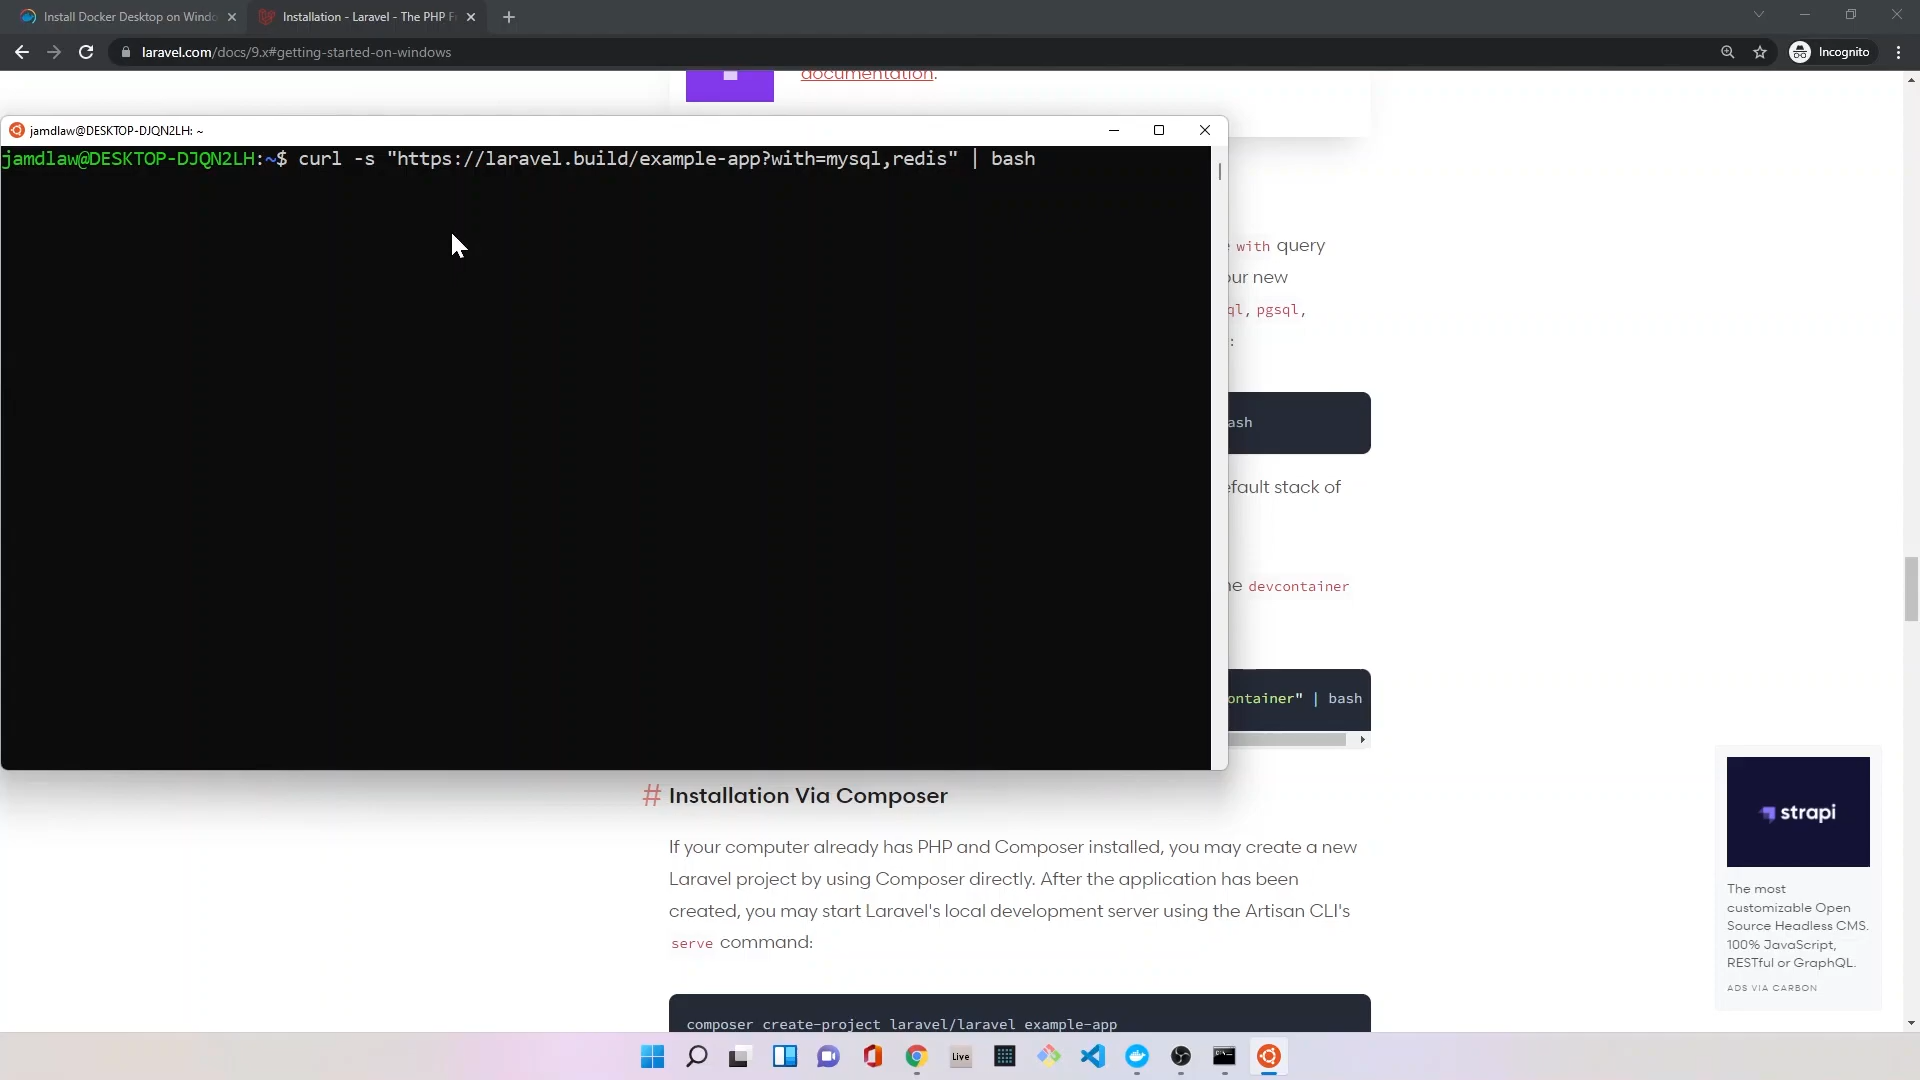 Install Docker Desktop on Windo
Installation - Laravel - The PHP Fr
laravel.com/docs/9.x#getting-started-on-windows
Incognito
documentation.
jamdlaw@DESKTOP-DJQN2LH: ~
jamdlaw@DESKTOP-DJQN2LH:~$ curl -s "https://laravel.build/example-app?with=mysql,redis" | bash
with query
our new
ql, pgsql,
:
ash
efault stack of
ne devcontainer
ontainer" | bash
# Installation Via Composer
If your computer already has PHP and Composer installed, you may create a new
Laravel project by using Composer directly. After the application has been
created, you may start Laravel's local development server using the Artisan CLI's
serve command:
composer create-project laravel/laravel example-app
strapi
The most
customizable Open
Source Headless CMS.
100% JavaScript,
RESTful or GraphQL.
ADS VIA CARBON
Live